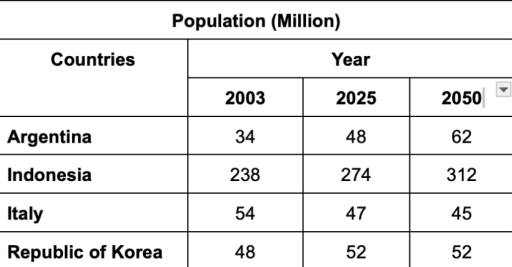 Population (Million)
Countries Year
2003 2025 2050
Argentina 34 48 62
Indonesia 238 274 312
Italy 54 47 45
Republic of Korea 48 52 52